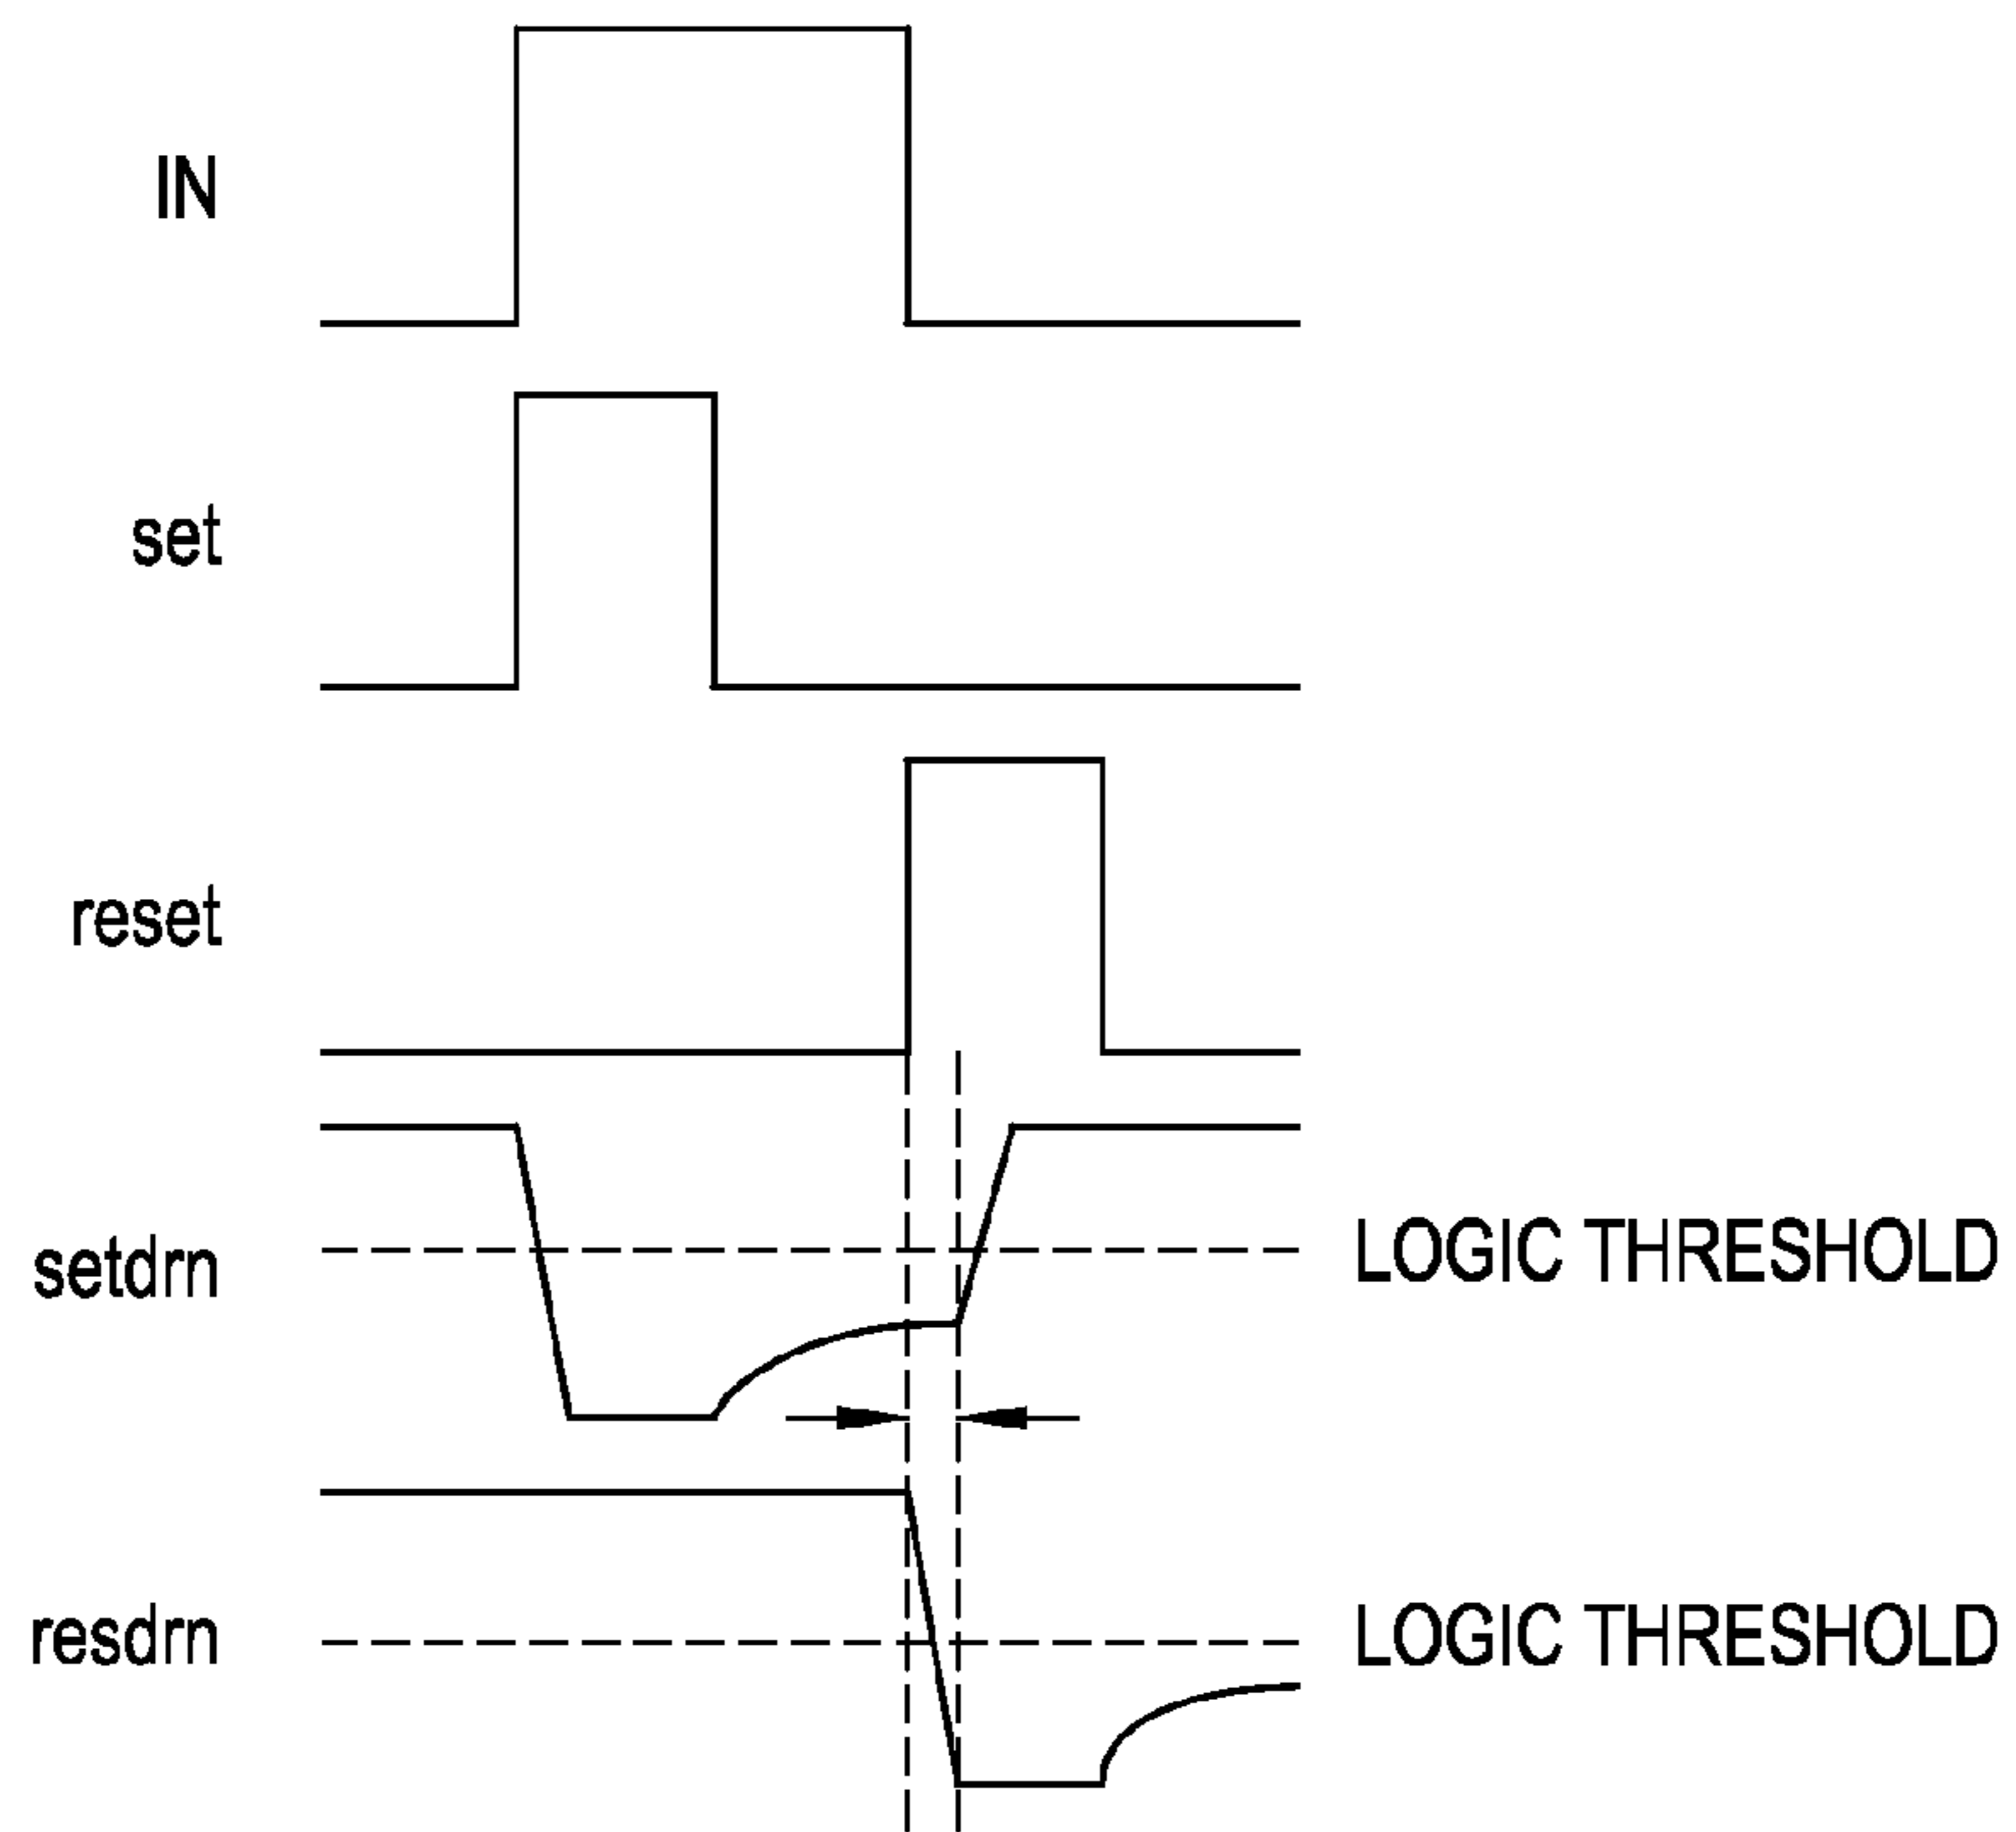 IN
set
reset
setdrn
LOGIC THRESHOLD
resdrn
LOGIC THRESHOLD